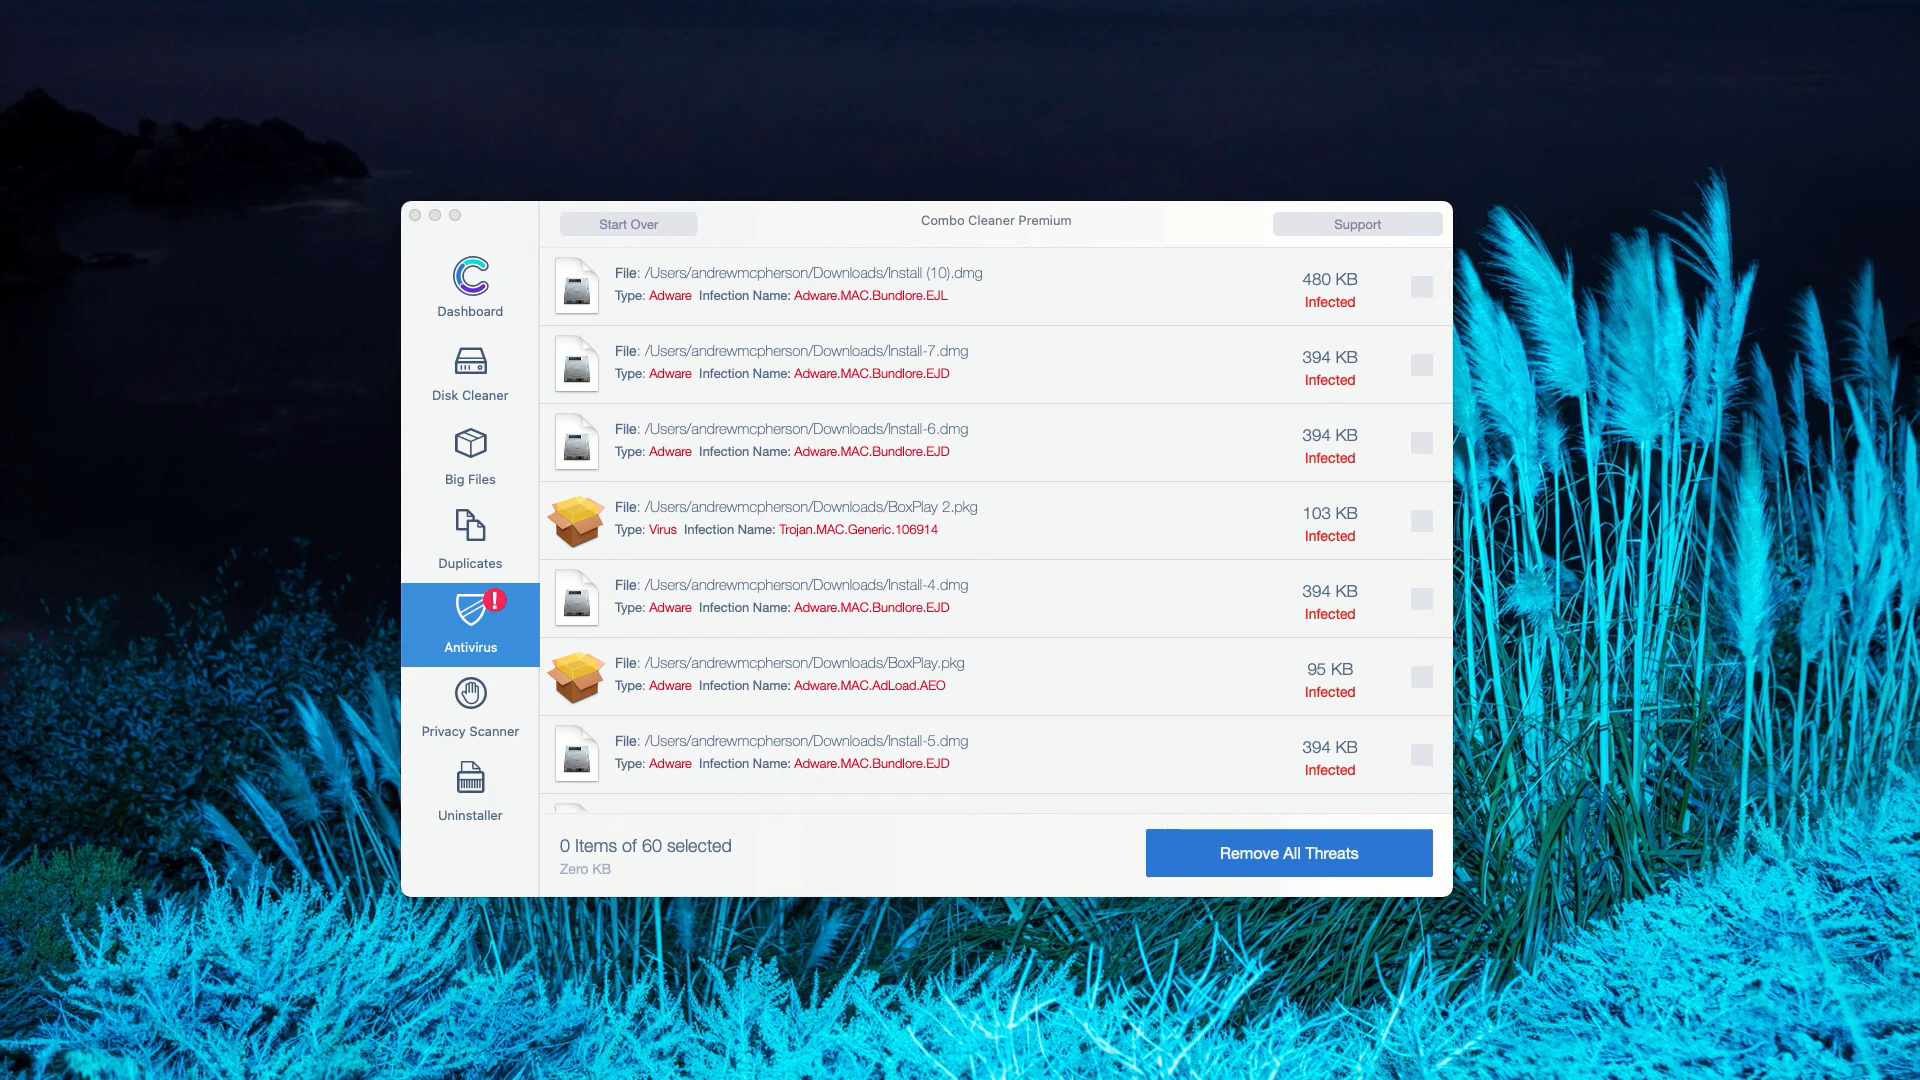 Start Over
Combo Cleaner Premium
Support
Dashboard
Disk Cleaner
Big Files
Duplicates
Antivirus
Privacy Scanner
Uninstaller
File: /Users/andrewmcpherson/Downloads/Install (10).dmg
Type: Adware Infection Name: Adware.MAC.Bundlore.EJL
480 KB
Infected
File: /Users/andrewmcpherson/Downloads/Install-7.dmg
Type: Adware Infection Name: Adware.MAC.Bundlore.EJD
394 KB
Infected
File: /Users/andrewmcpherson/Downloads/Install-6.dmg
Type: Adware Infection Name: Adware.MAC.Bundlore.EJD
394 KB
Infected
File: /Users/andrewmcpherson/Downloads/BoxPlay 2.pkg
Type: Virus Infection Name: Trojan.MAC.Generic.106914
103 KB
Infected
File: /Users/andrewmcpherson/Downloads/Install-4.dmg
Type: Adware Infection Name: Adware.MAC.Bundlore.EJD
394 KB
Infected
File: /Users/andrewmcpherson/Downloads/BoxPlay.pkg
Type: Adware Infection Name: Adware.MAC.AdLoad.AEO
95 KB
Infected
File: /Users/andrewmcpherson/Downloads/Install-5.dmg
Type: Adware Infection Name: Adware.MAC.Bundlore.EJD
394 KB
Infected
0 Items of 60 selected
Zero KB
Remove All Threats